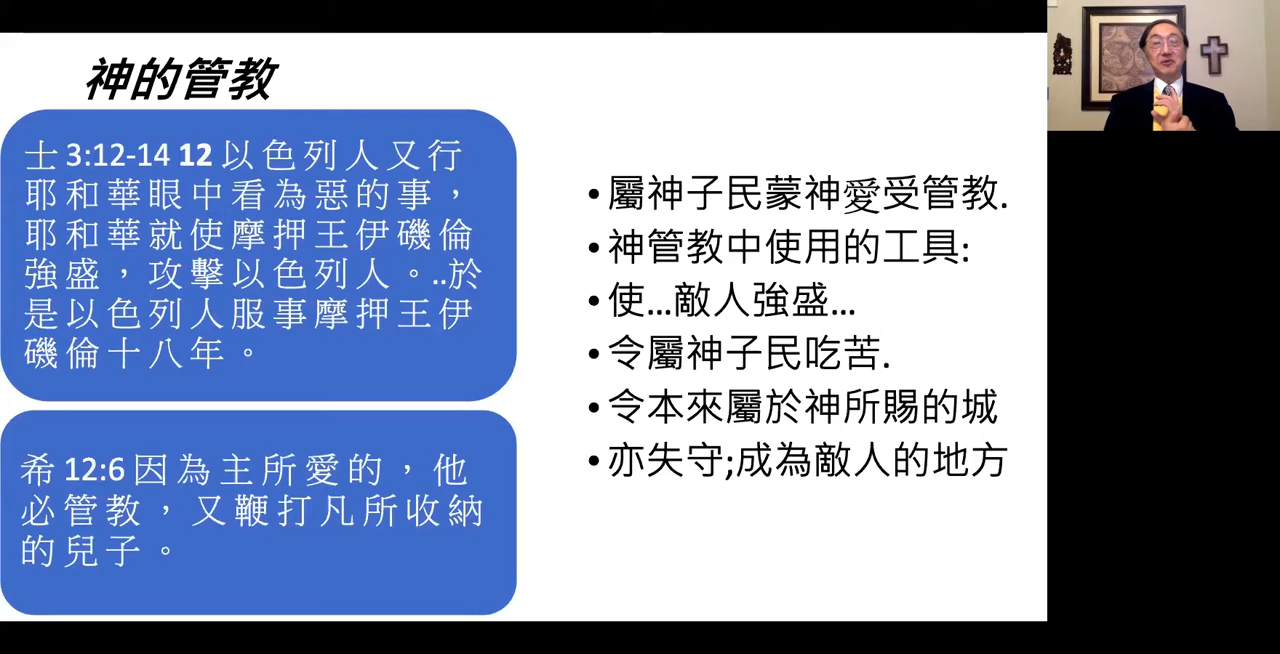 神的管教
士 3:12-14 12 以色列人又行
耶和華眼中看為惡的事，
耶和華就使摩押王伊磯倫
強盛，攻擊以色列人。..於
是以色列人服事摩押王伊
磯倫十八年。
希 12:6 因為主所愛的，他
必管教，又鞭打凡所收納
的兒子。
•屬神子民蒙神愛受管教.
•神管教中使用的工具:
•使...敵人強盛...
•令屬神子民吃苦.
•令本來屬於神所賜的城
•亦失守;成為敵人的地方